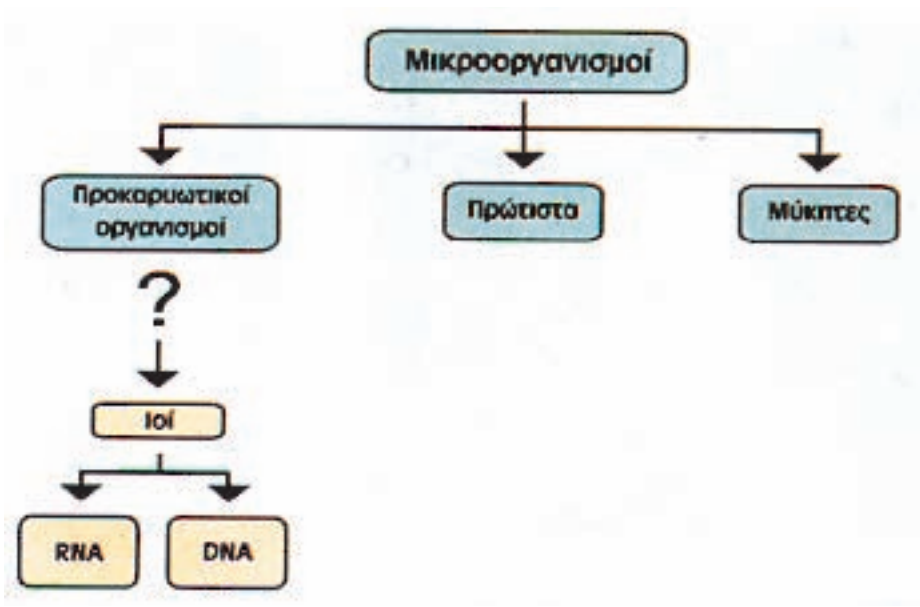 Μικροοργανισμοί
Προκαρυωτικοί
οργανισμοί
Πρώτιστα
Μύκητες
?
Ιοί
RNA
DNA